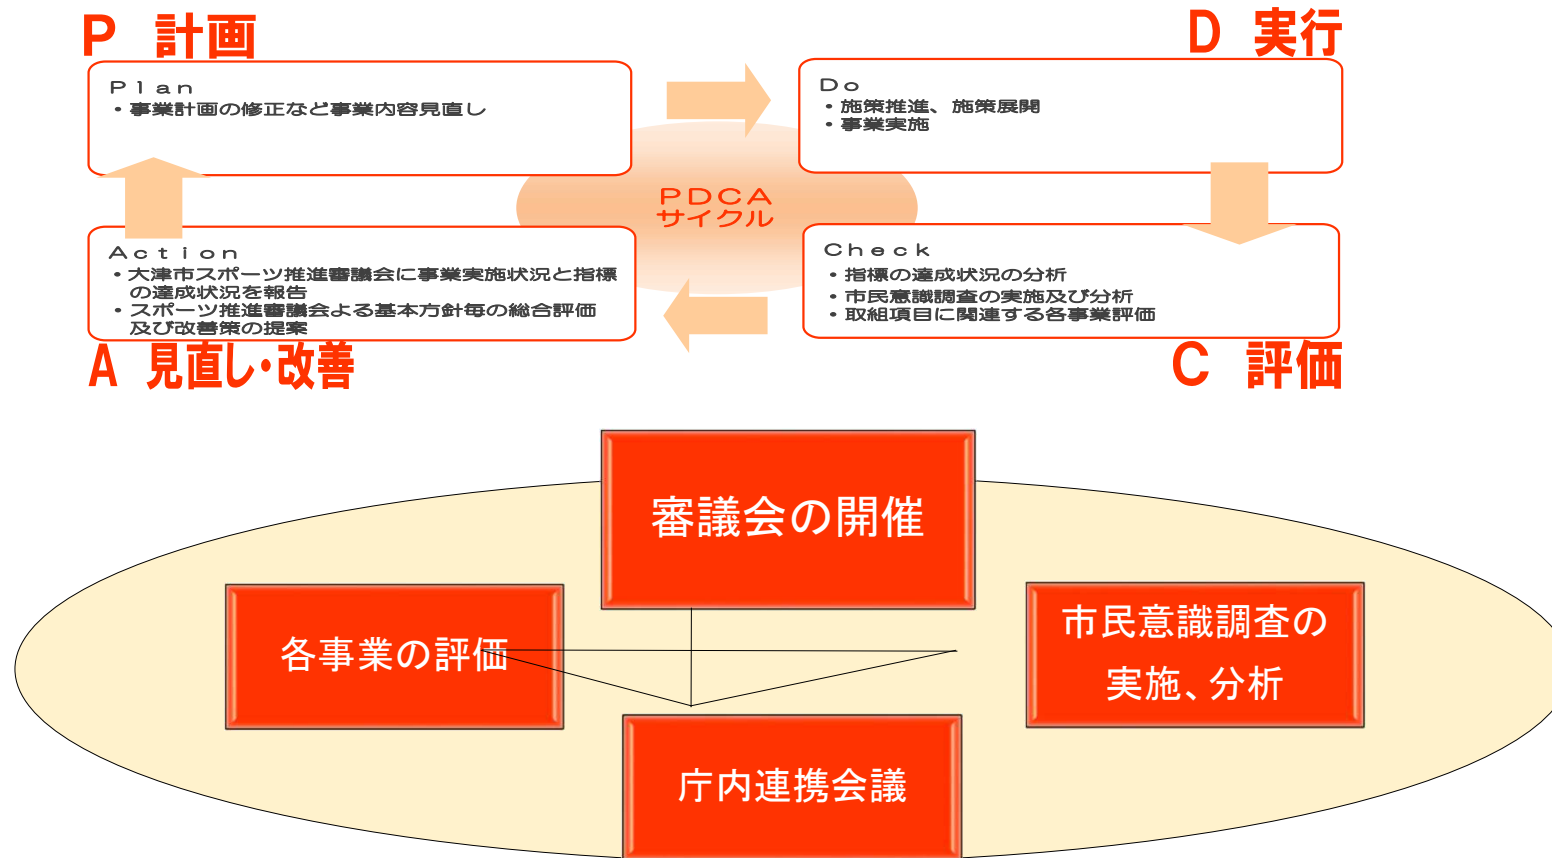 P 計画
D 実行
Plan
・事業計画の修正など事業内容見直し
Do
・施策推進、施策展開
・事業実施
PDCA
サイクル
Action
・大津市スポーツ推進審議会に事業実施状況と指標
の達成状況を報告
・スポーツ推進審議会よる基本方針毎の総合評価
及び改善策の提案
Check
・指標の達成状況の分析
・市民意識調査の実施及び分析
・取組項目に関連する各事業評価
A 見直し・改善
C 評価
審議会の開催
各事業の評価
市民意識調査の
実施、分析
庁内連携会議